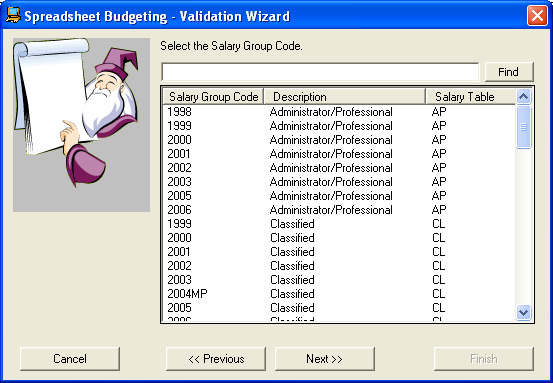 Spreadsheet Budgeting - Validation Wizard
Select the Salary Group Code.
Find
Salary Group Code Description Salary Table
1998 Administrator/Professional AP
1999 Administrator/Professional AP
2000 Administrator/Professional AP
2001 Administrator/Professional AP
2002 Administrator/Professional AP
2003 Administrator/Professional AP
2005 Administrator/Professional AP
2006 Administrator/Professional AP
1999 Classified CL
2000 Classified CL
2001 Classified CL
2002 Classified CL
2003 Classified CL
2004MP Classified CL
2005 Classified CL
2006 Classified CL
Cancel << Previous Next >> Finish